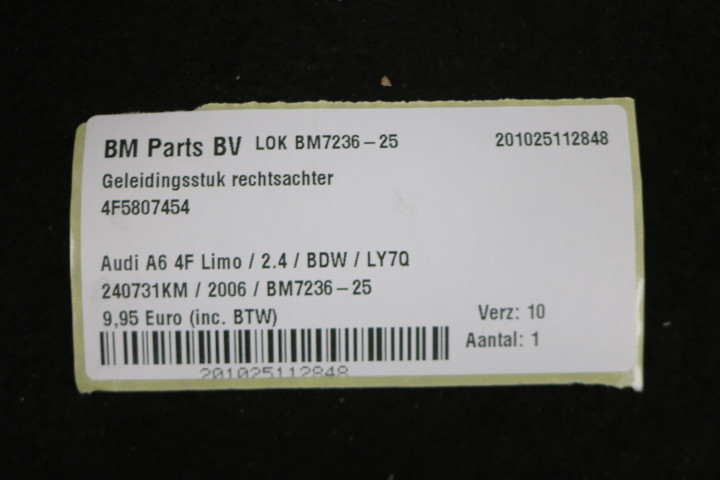 BM Parts BV LOK BM7236-25 201025112848
Geleidingsstuk rechtsachter
4F5807454
Audi A6 4F Limo / 2.4 / BDW / LY7Q
240731KM / 2006 / BM7236-25
9,95 Euro (inc. BTW) Verz: 10
Aantal: 1
201025112848